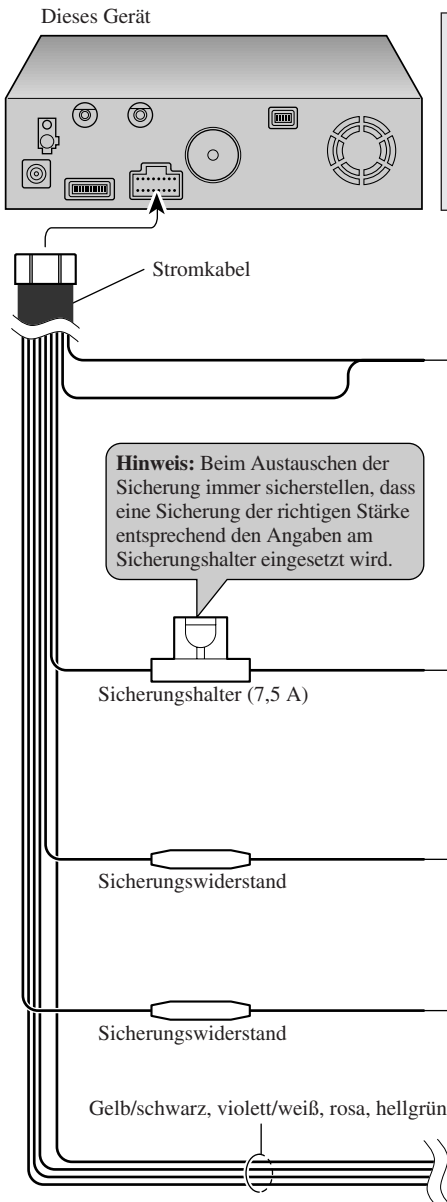 Dieses Gerät
Stromkabel
Hinweis: Beim Austauschen der
Sicherung immer sicherstellen, dass
eine Sicherung der richtigen Stärke
entsprechend den Angaben am
Sicherungshalter eingesetzt wird.
Sicherungshalter (7,5 A)
Sicherungswiderstand
Sicherungswiderstand
Gelb/schwarz, violett/weiß, rosa, hellgrün